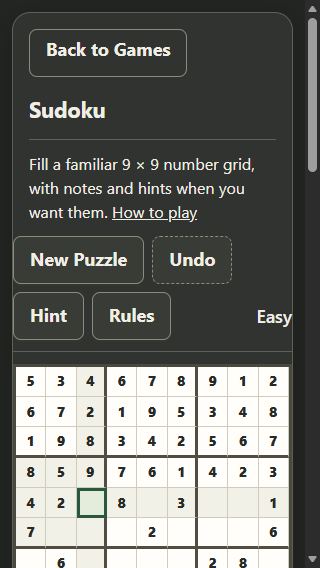 Back to Games
Sudoku
Fill a familiar 9 × 9 number grid,
with notes and hints when you
want them. How to play
New Puzzle Undo
Hint Rules Easy
5 3 4 6 7 8 9 1 2
6 7 2 1 9 5 3 4 8
1 9 8 3 4 2 5 6 7
8 5 9 7 6 1 4 2 3
4 2 8 3 1
7 2 6
6 2 8